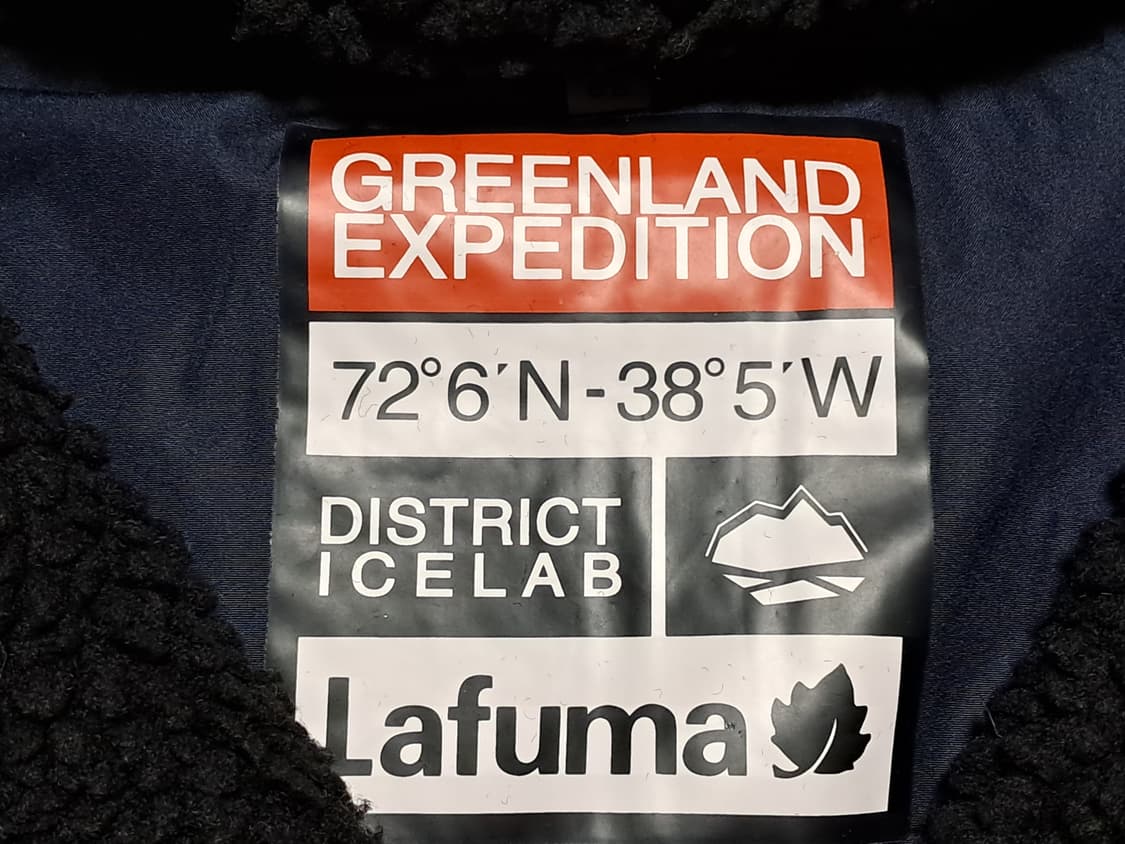 GREENLAND
EXPEDITION
72°6′N-38°5′W
DISTRICT
ICELAB
Lafuma